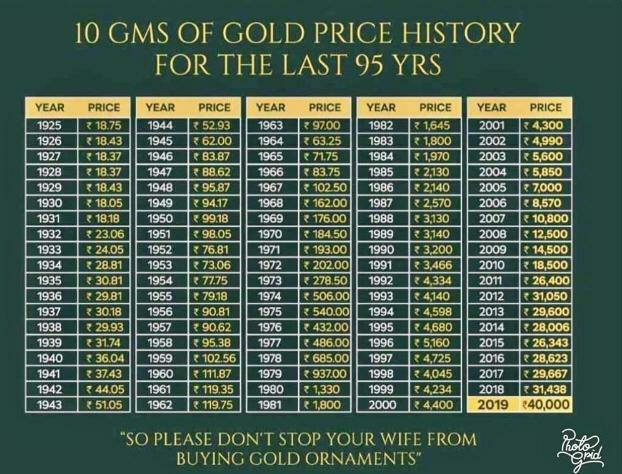 10 GMS OF GOLD PRICE HISTORY
FOR THE LAST 95 YRS
YEAR PRICE YEAR PRICE YEAR PRICE YEAR PRICE YEAR PRICE
1925 ₹ 18.75 1944 ₹ 52.93 1963 ₹ 97.00 1982 ₹ 1,645 2001 ₹ 4,300
1926 ₹ 18.43 1945 ₹ 62.00 1964 ₹ 63.25 1983 ₹ 1,800 2002 ₹ 4,990
1927 ₹ 18.37 1946 ₹ 83.87 1965 ₹ 71.75 1984 ₹ 1,970 2003 ₹ 5,600
1928 ₹ 18.37 1947 ₹ 88.62 1966 ₹ 83.75 1985 ₹ 2,130 2004 ₹ 5,850
1929 ₹ 18.43 1948 ₹ 95.87 1967 ₹ 102.50 1986 ₹ 2,140 2005 ₹ 7,000
1930 ₹ 18.05 1949 ₹ 94.17 1968 ₹ 162.00 1987 ₹ 2,570 2006 ₹ 8,570
1931 ₹ 18.18 1950 ₹ 99.18 1969 ₹ 176.00 1988 ₹ 3,130 2007 ₹ 10,800
1932 ₹ 23.06 1951 ₹ 98.05 1970 ₹ 184.50 1989 ₹ 3,140 2008 ₹ 12,500
1933 ₹ 24.05 1952 ₹ 76.81 1971 ₹ 193.00 1990 ₹ 3,200 2009 ₹ 14,500
1934 ₹ 28.81 1953 ₹ 73.06 1972 ₹ 202.00 1991 ₹ 3,466 2010 ₹ 18,500
1935 ₹ 30.81 1954 ₹ 77.75 1973 ₹ 278.50 1992 ₹ 4,334 2011 ₹ 26,400
1936 ₹ 29.81 1955 ₹ 79.18 1974 ₹ 506.00 1993 ₹ 4,140 2012 ₹ 31,050
1937 ₹ 30.18 1956 ₹ 90.81 1975 ₹ 540.00 1994 ₹ 4,598 2013 ₹ 29,600
1938 ₹ 29.93 1957 ₹ 90.62 1976 ₹ 432.00 1995 ₹ 4,680 2014 ₹ 28,006
1939 ₹ 31.74 1958 ₹ 95.38 1977 ₹ 486.00 1996 ₹ 5,160 2015 ₹ 26,343
1940 ₹ 36.04 1959 ₹ 102.56 1978 ₹ 685.00 1997 ₹ 4,725 2016 ₹ 28,623
1941 ₹ 37.43 1960 ₹ 111.87 1979 ₹ 937.00 1998 ₹ 4,045 2017 ₹ 29,667
1942 ₹ 44.05 1961 ₹ 119.35 1980 ₹ 1,330 1999 ₹ 4,234 2018 ₹ 31,438
1943 ₹ 51.05 1962 ₹ 119.75 1981 ₹ 1,800 2000 ₹ 4,400 2019 ₹40,000
"SO PLEASE DON'T STOP YOUR WIFE FROM
BUYING GOLD ORNAMENTS"
Photo
Grid